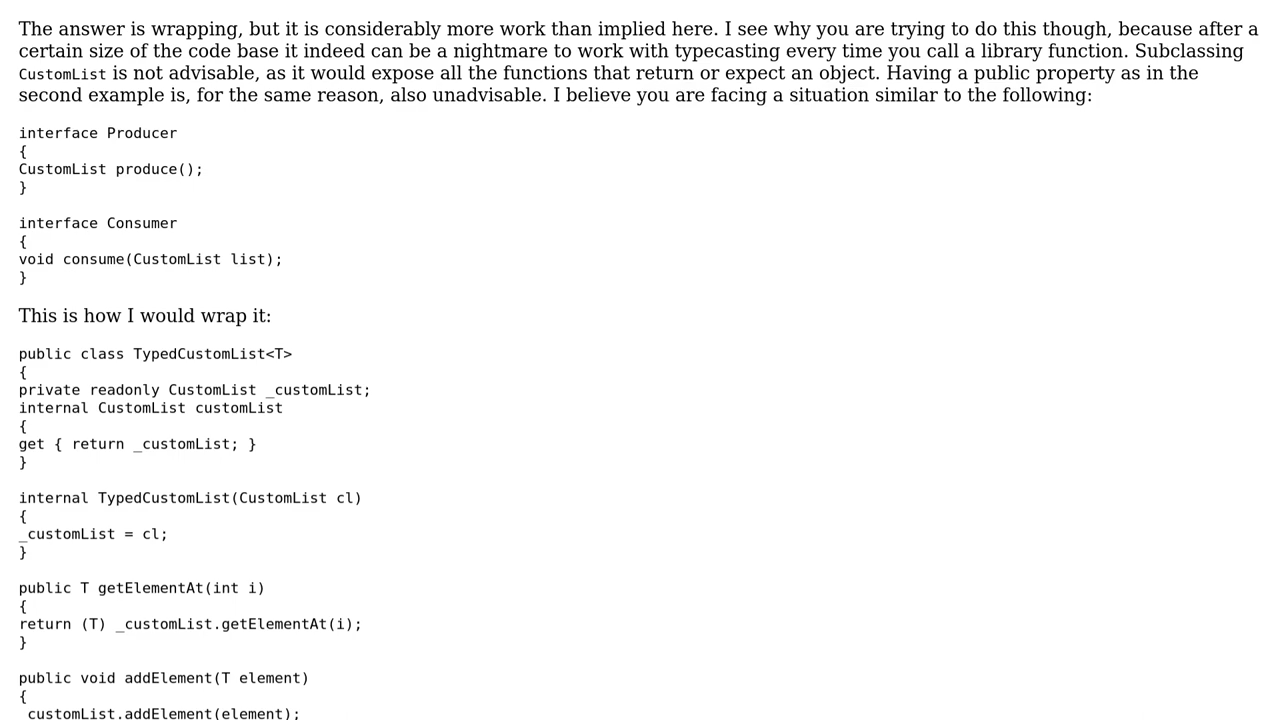 The answer is wrapping, but it is considerably more work than implied here. I see why you are trying to do this though, because after a
certain size of the code base it indeed can be a nightmare to work with typecasting every time you call a library function. Subclassing
CustomList is not advisable, as it would expose all the functions that return or expect an object. Having a public property as in the
second example is, for the same reason, also unadvisable. I believe you are facing a situation similar to the following:
interface Producer
{
CustomList produce();
}
interface Consumer
{
void consume(CustomList list);
}
This is how I would wrap it:
public class TypedCustomList<T>
{
private readonly CustomList _customList;
internal CustomList customList
{
get { return _customList; }
}
internal TypedCustomList(CustomList cl)
{
_customList = cl;
}
public T getElementAt(int i)
{
return (T) _customList.getElementAt(i);
}
public void addElement(T element)
{
customList.addElement(element);